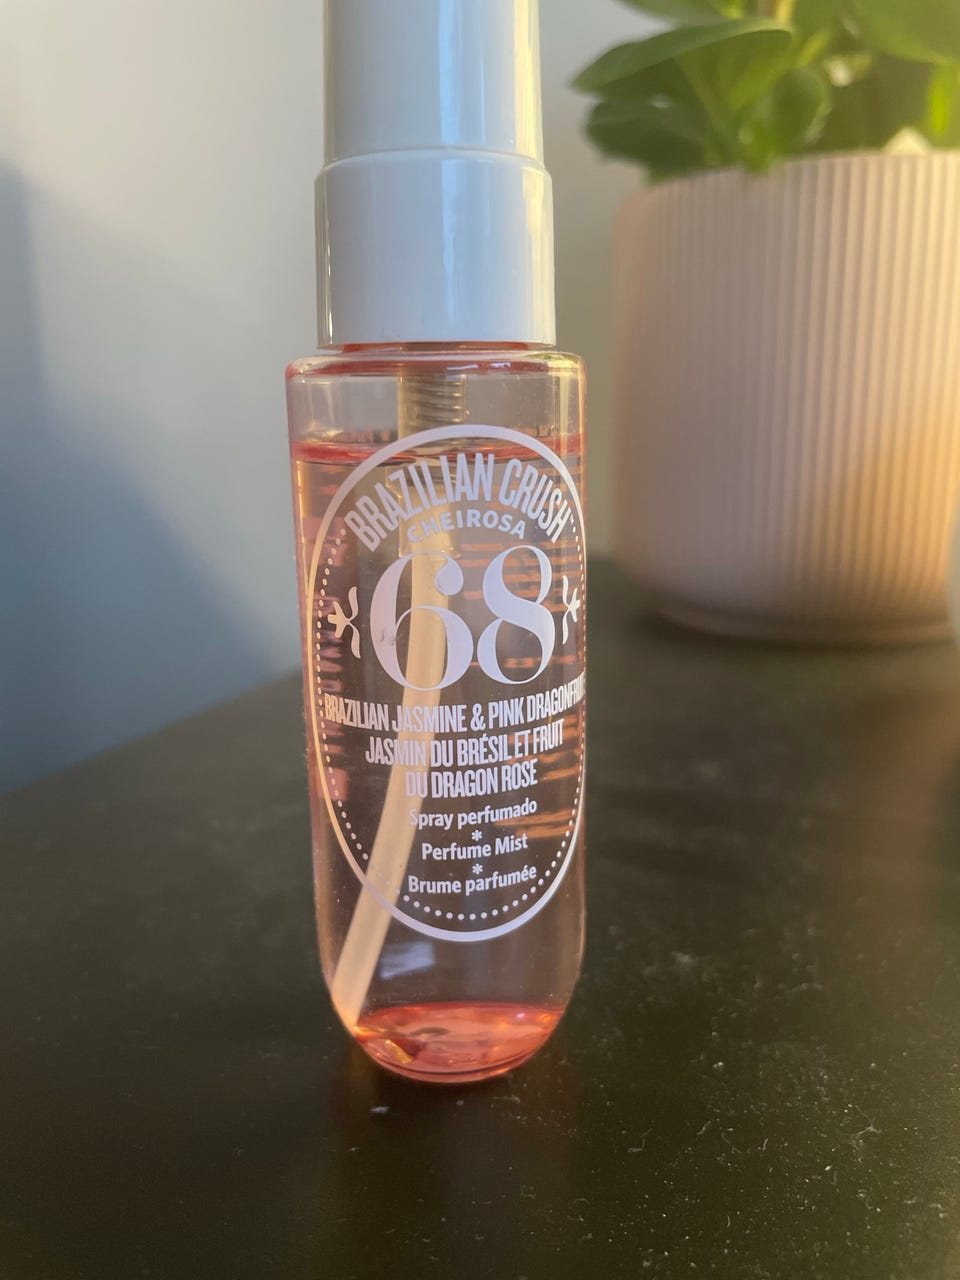 BRAZILIAN CRUSH™
CHEIROSA
68
BRAZILIAN JASMINE & PINK DRAGONFRUIT
JASMIN DU BRÉSIL ET FRUIT
DU DRAGON ROSE
Spray perfumado
*
Perfume Mist
*
Brume parfumée